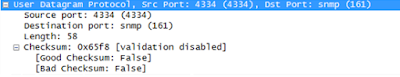 User Datagram Protocol, Src Port: 4334 (4334), Dst Port: snmp (161)
Source port: 4334 (4334)
Destination port: snmp (161)
Length: 58
Checksum: 0x65f8 [validation disabled]
[Good Checksum: False]
[Bad Checksum: False]